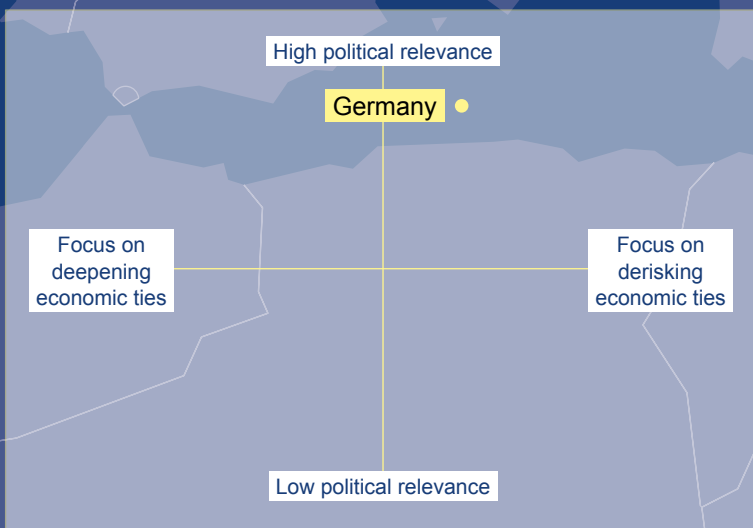 High political relevance
Germany
Focus on
deepening
economic ties
Focus on
derisking
economic ties
Low political relevance